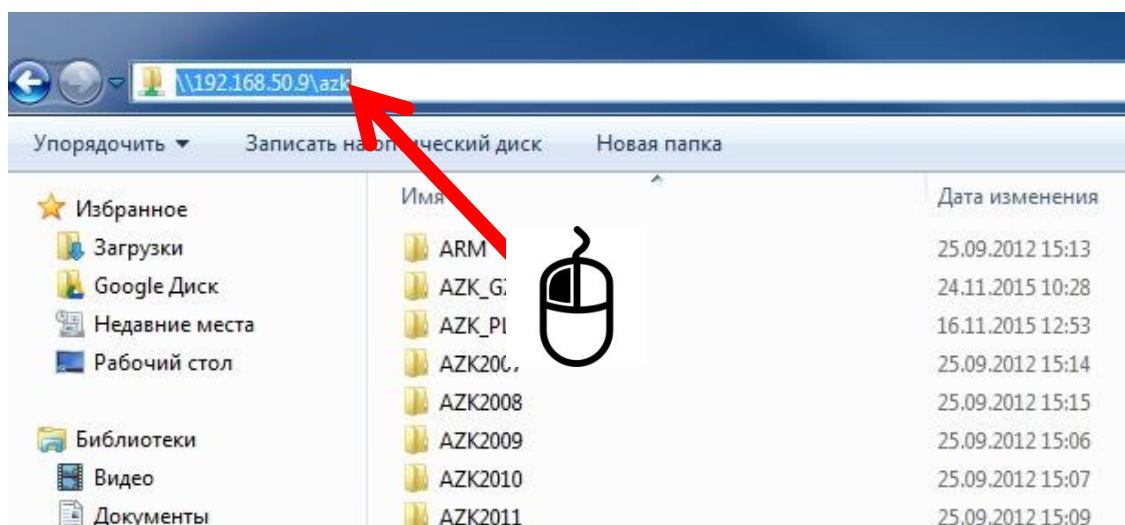 \\192.168.50.9\azk
Упорядочить Записать на оптический диск Новая папка
Имя Дата изменения
Избранное
Загрузки
Google Диск
Недавние места
Рабочий стол
Библиотеки
Видео
Документы
ARM 25.09.2012 15:13
24.11.2015 10:28
16.11.2015 12:53
25.09.2012 15:14
AZK2008 25.09.2012 15:15
AZK2009 25.09.2012 15:06
AZK2010 25.09.2012 15:07
AZK2011 25.09.2012 15:09